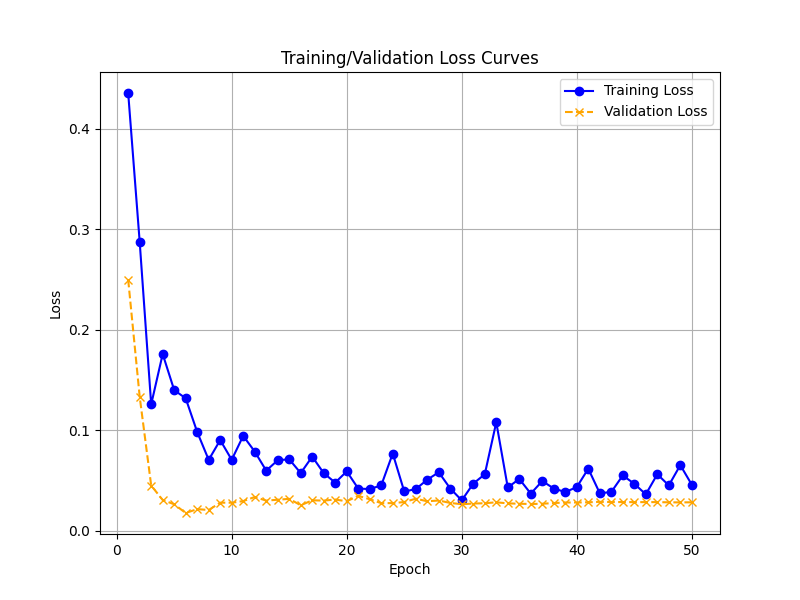 Training/Validation Loss Curves
Training Loss
Validation Loss
Loss
0.4
0.3
0.2
0.1
0.0
0 10 20 30 40 50
Epoch